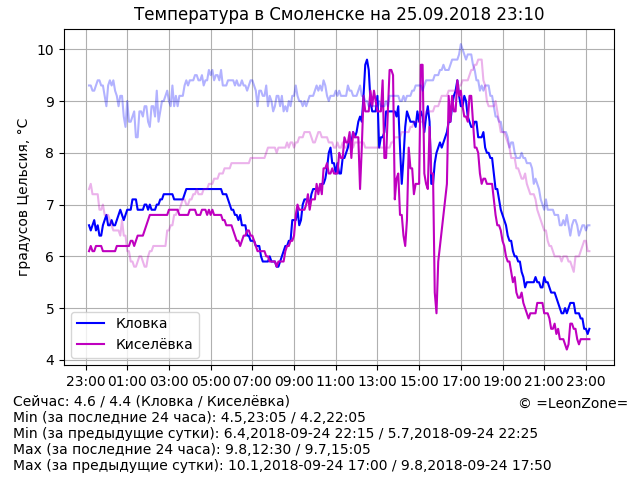 Температура в Смоленске на 25.09.2018 23:10
градусов Цельсия, °C
10
9
8
7
6
5
4
Кловка
Киселёвка
23:00 01:00 03:00 05:00 07:00 09:00 11:00 13:00 15:00 17:00 19:00 21:00 23:00
Сейчас: 4.6 / 4.4 (Кловка / Киселёвка)
© =LeonZone=
Min (за последние 24 часа): 4.5,23:05 / 4.2,22:05
Min (за предыдущие сутки): 6.4,2018-09-24 22:15 / 5.7,2018-09-24 22:25
Max (за последние 24 часа): 9.8,12:30 / 9.7,15:05
Max (за предыдущие сутки): 10.1,2018-09-24 17:00 / 9.8,2018-09-24 17:50